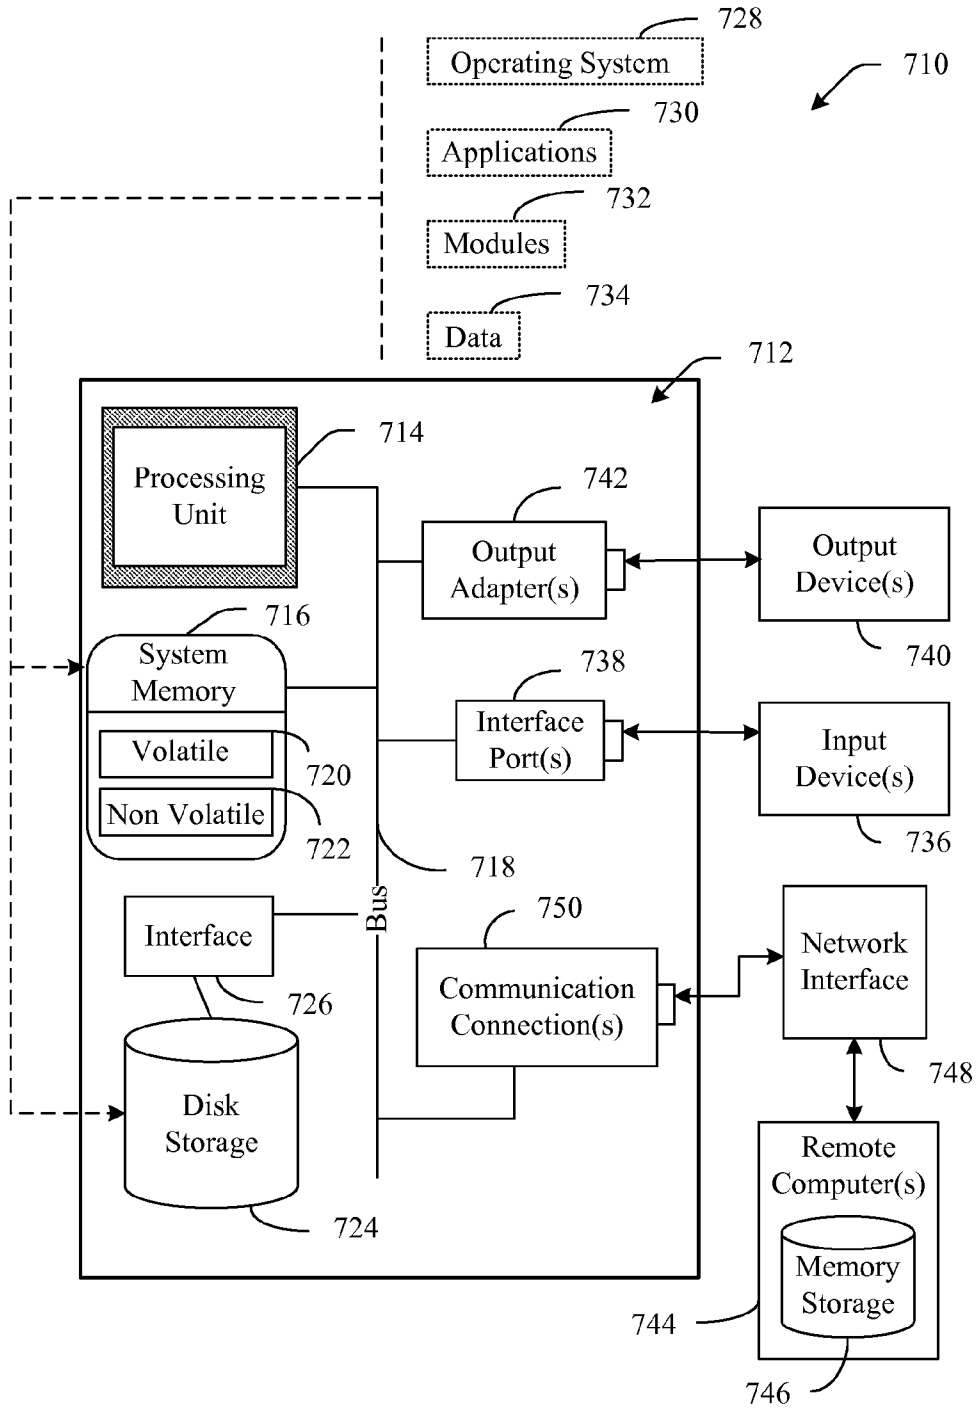 728
Operating System
710
730
Applications
732
Modules
734
Data
712
714
Processing
Unit
742
Output
Adapter(s)
Output
Device(s)
740
716
System
Memory
738
Interface
Port(s)
Input
Device(s)
736
Volatile
720
Non Volatile
722
718
Bus
750
Interface
726
Communication
Connection(s)
Network
Interface
748
Disk
Storage
724
Remote
Computer(s)
Memory
Storage
744
746